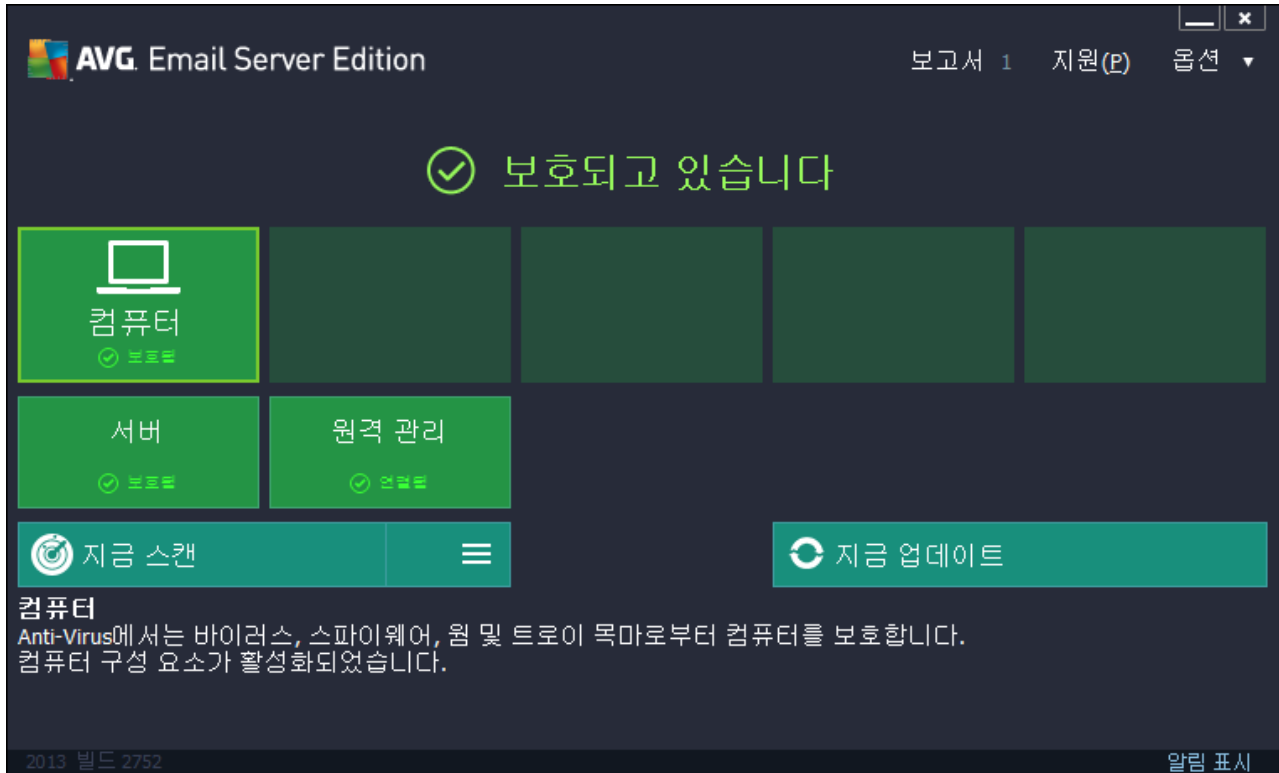 AVG. Email Server Edition
보고서 1 지원(P) 옵션
보호되고 있습니다
컴퓨터
보호됨
서버
보호됨
원격 관리
연결됨
지금 스캔
지금 업데이트
컴퓨터
Anti-Virus에서는 바이러스, 스파이웨어, 웜 및 트로이 목마로부터 컴퓨터를 보호합니다.
컴퓨터 구성 요소가 활성화되었습니다.
2013 빌드 2752
알림 표시